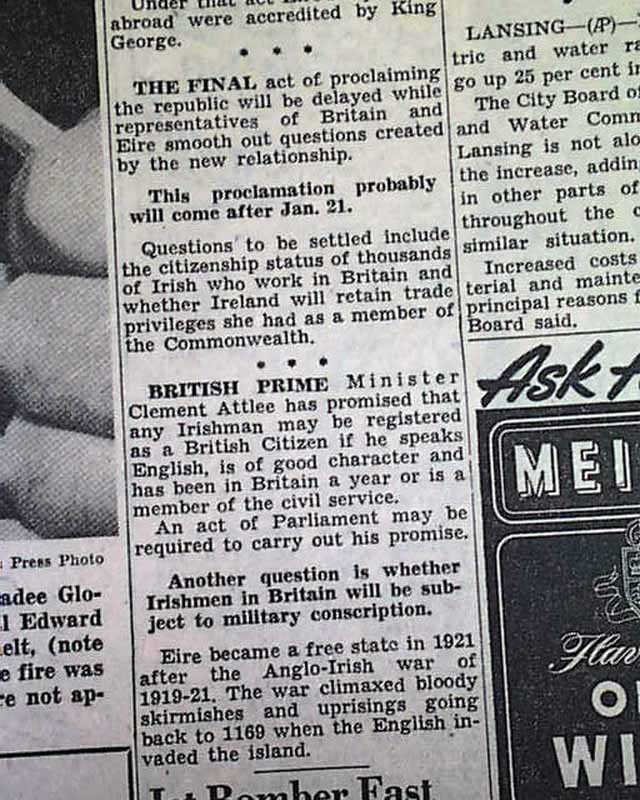 Under that act
abroad were accredited by King
George.
* * *
THE FINAL act of proclaiming
the republic will be delayed while
representatives of Britain and
Eire smooth out questions created
by the new relationship.
This proclamation probably
will come after Jan. 21.
Questions to be settled include
the citizenship status of thousands
of Irish who work in Britain and
whether Ireland will retain trade
privileges she had as a member of
the Commonwealth.
* * *
BRITISH PRIME Minister
Clement Attlee has promised that
any Irishman may be registered
as a British Citizen if he speaks
English, is of good character and
has been in Britain a year or is a
member of the civil service.
An act of Parliament may be
required to carry out his promise.
Another question is whether
Irishmen in Britain will be sub-
ject to military conscription.
Eire became a free state in 1921
after the Anglo-Irish war of
1919-21. The war climaxed bloody
skirmishes and uprisings going
back to 1169 when the English in-
vaded the island.
Bomber East
LANSING—(AP)—
tric and water ra
go up 25 per cent in
The City Board of
and Water Comm
Lansing is not alo
the increase, addin
in other parts of
throughout the c
similar situation.
Increased costs
terial and mainte
principal reasons f
Board said.
Ask
MEI
Flav
O
WI
Press Photo
adee Glo-
l Edward
elt, (note
e fire was
re not ap-